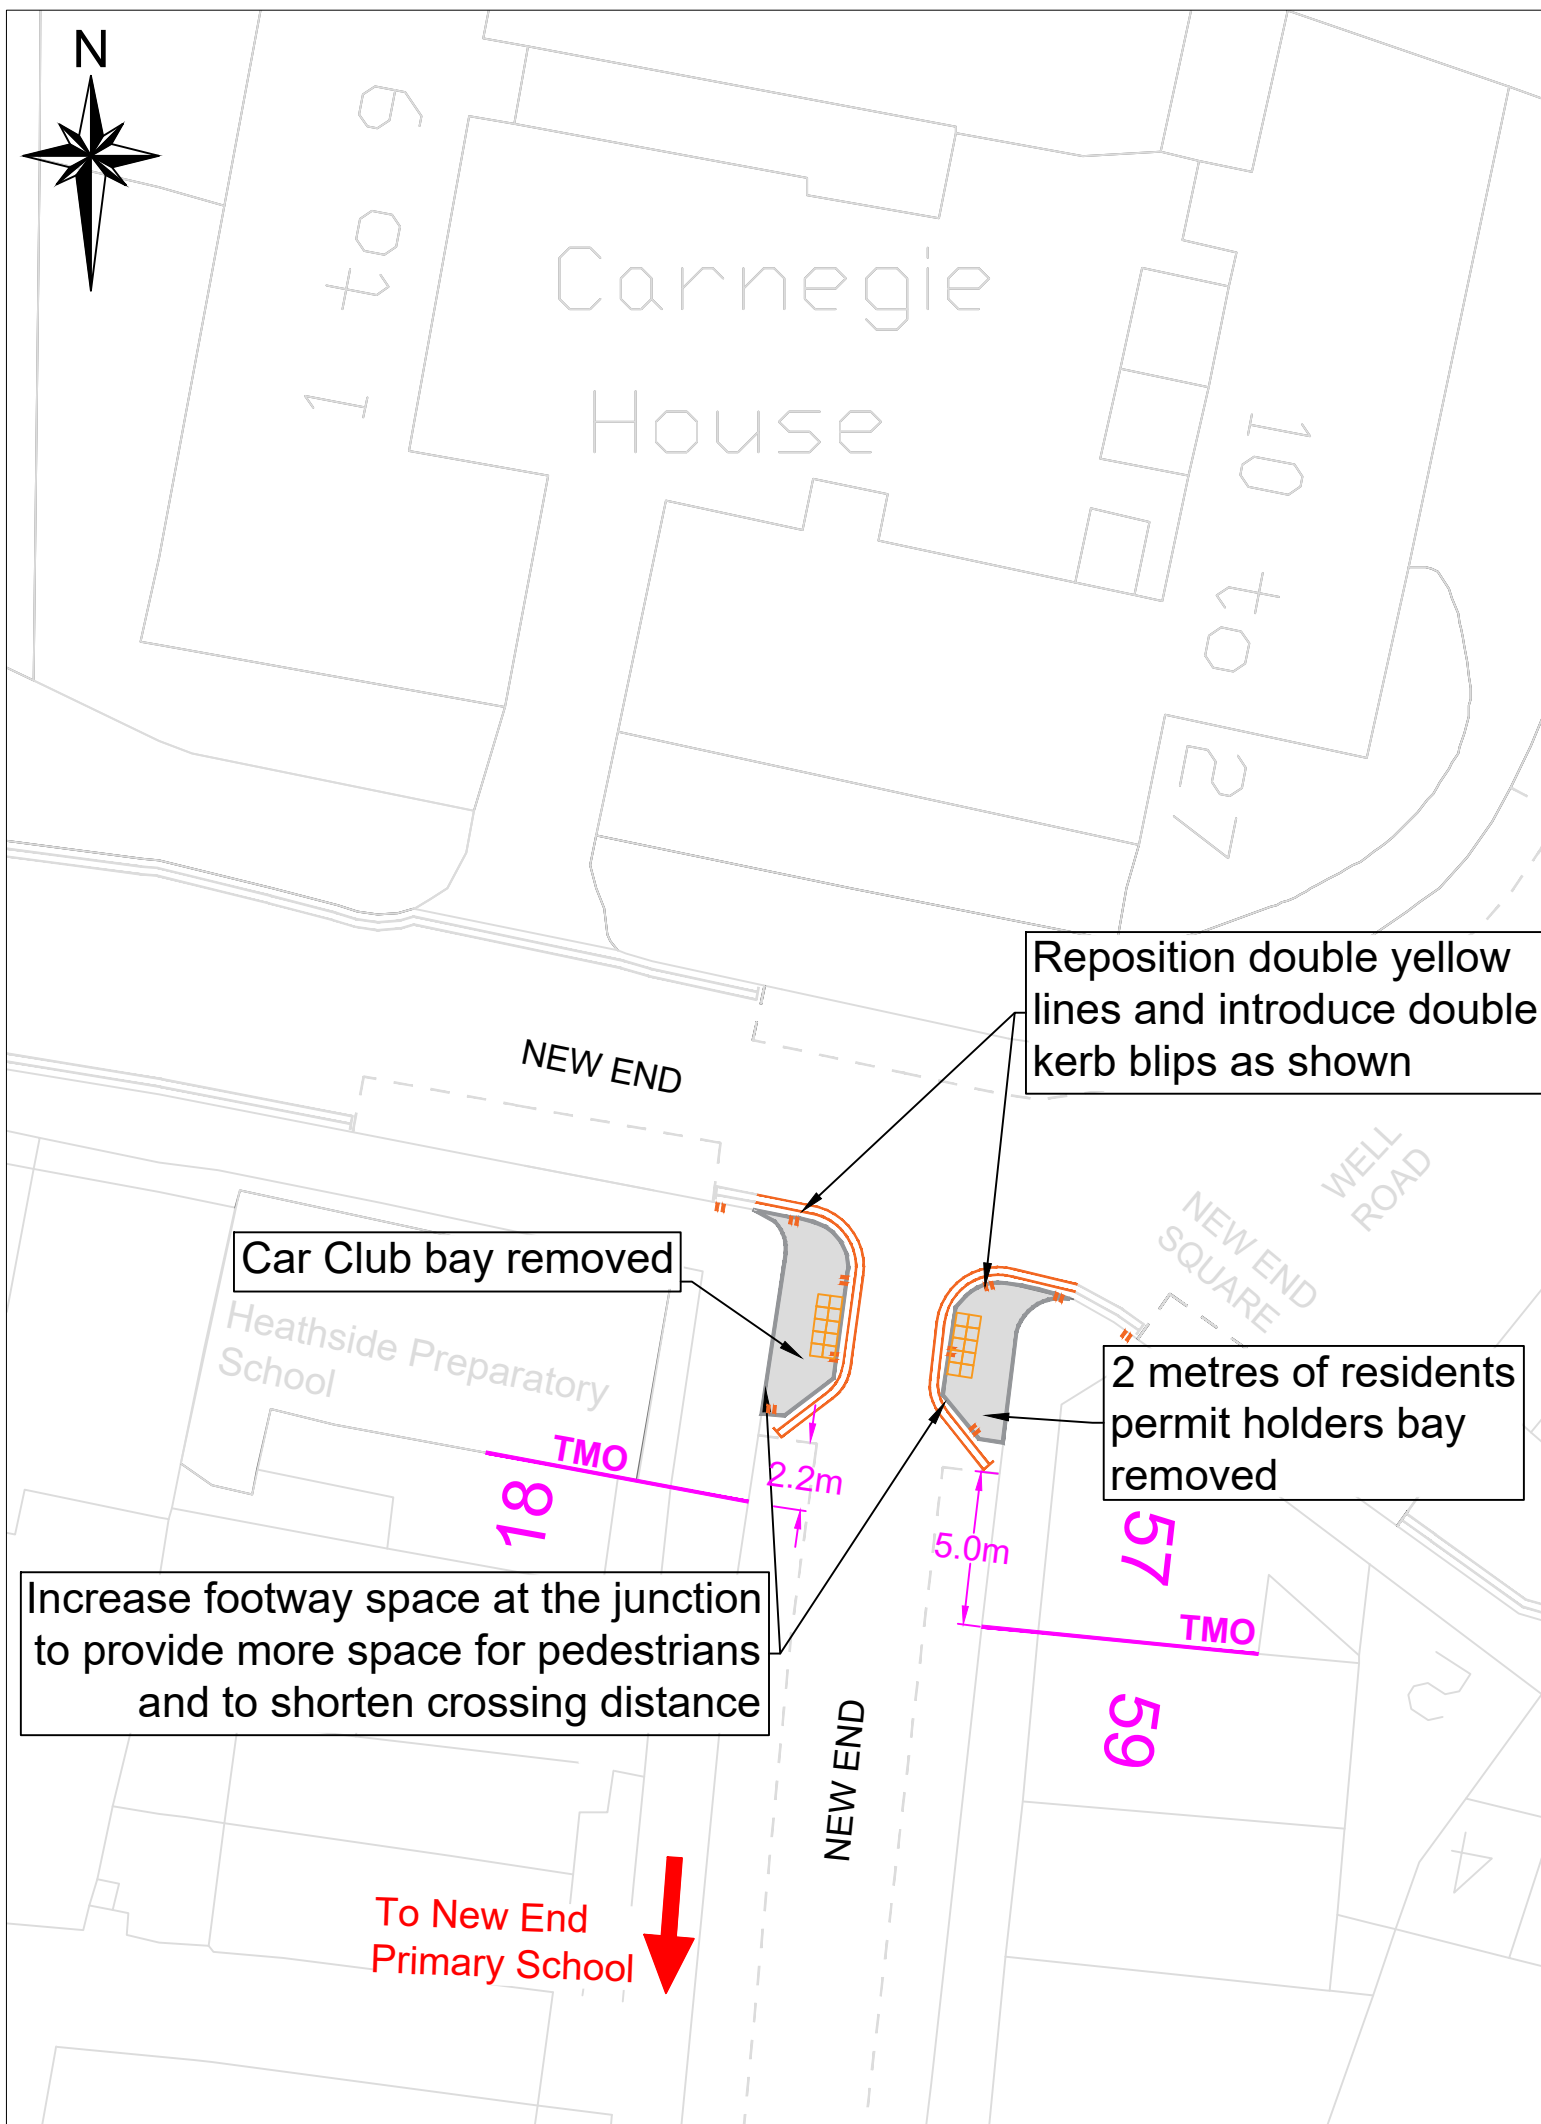 N
1 to 9
Carnegie
House
10 to 27
Reposition double yellow
lines and introduce double
kerb blips as shown
NEW END
WELL
ROAD
NEW END
SQUARE
Car Club bay removed
Heathside Preparatory
School
2 metres of residents
permit holders bay
removed
TMO
18
2.2m
5.0m
57
TMO
59
2
4
Increase footway space at the junction
to provide more space for pedestrians
and to shorten crossing distance
NEW END
To New End
Primary School